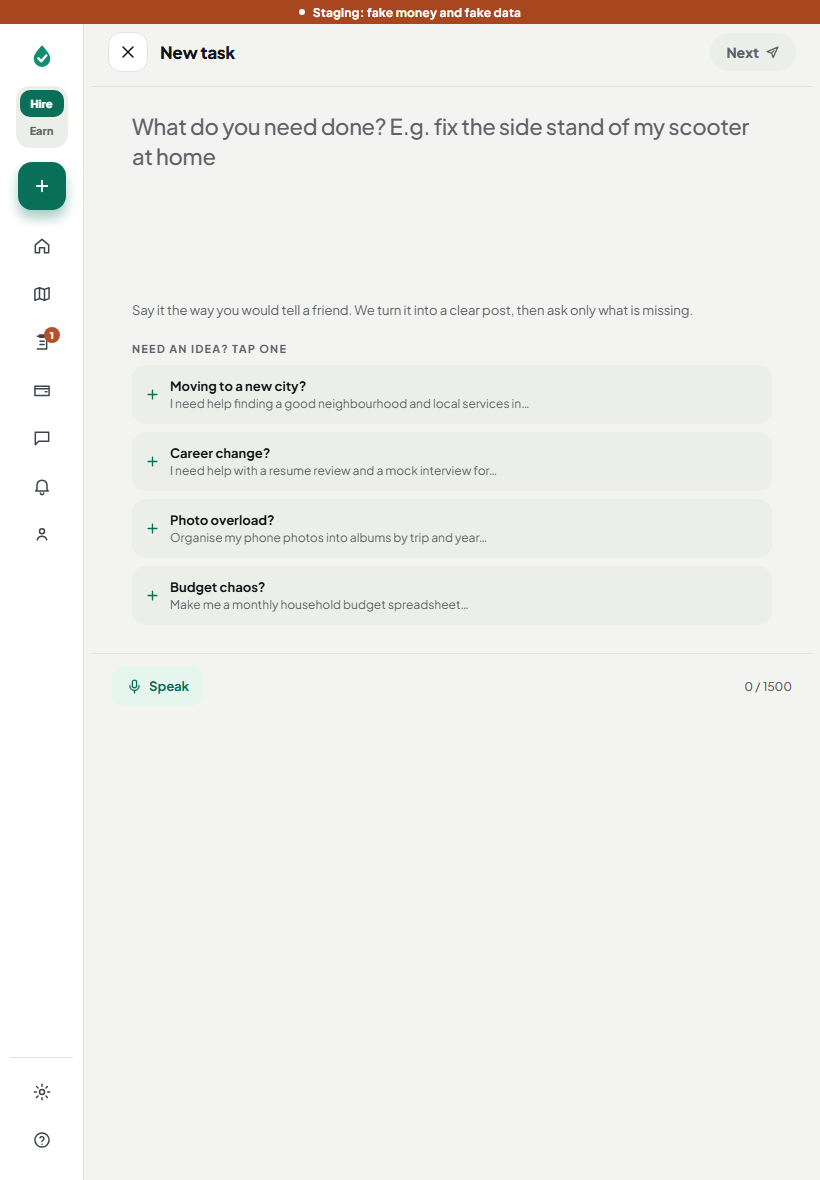 Staging: fake money and fake data
New task
Next
Hire
Earn
What do you need done? E.g. fix the side stand of my scooter
at home
1
Say it the way you would tell a friend. We turn it into a clear post, then ask only what is missing.
NEED AN IDEA? TAP ONE
Moving to a new city?
I need help finding a good neighbourhood and local services in...
Career change?
I need help with a resume review and a mock interview for...
Photo overload?
Organise my phone photos into albums by trip and year...
Budget chaos?
Make me a monthly household budget spreadsheet...
Speak
0 / 1500